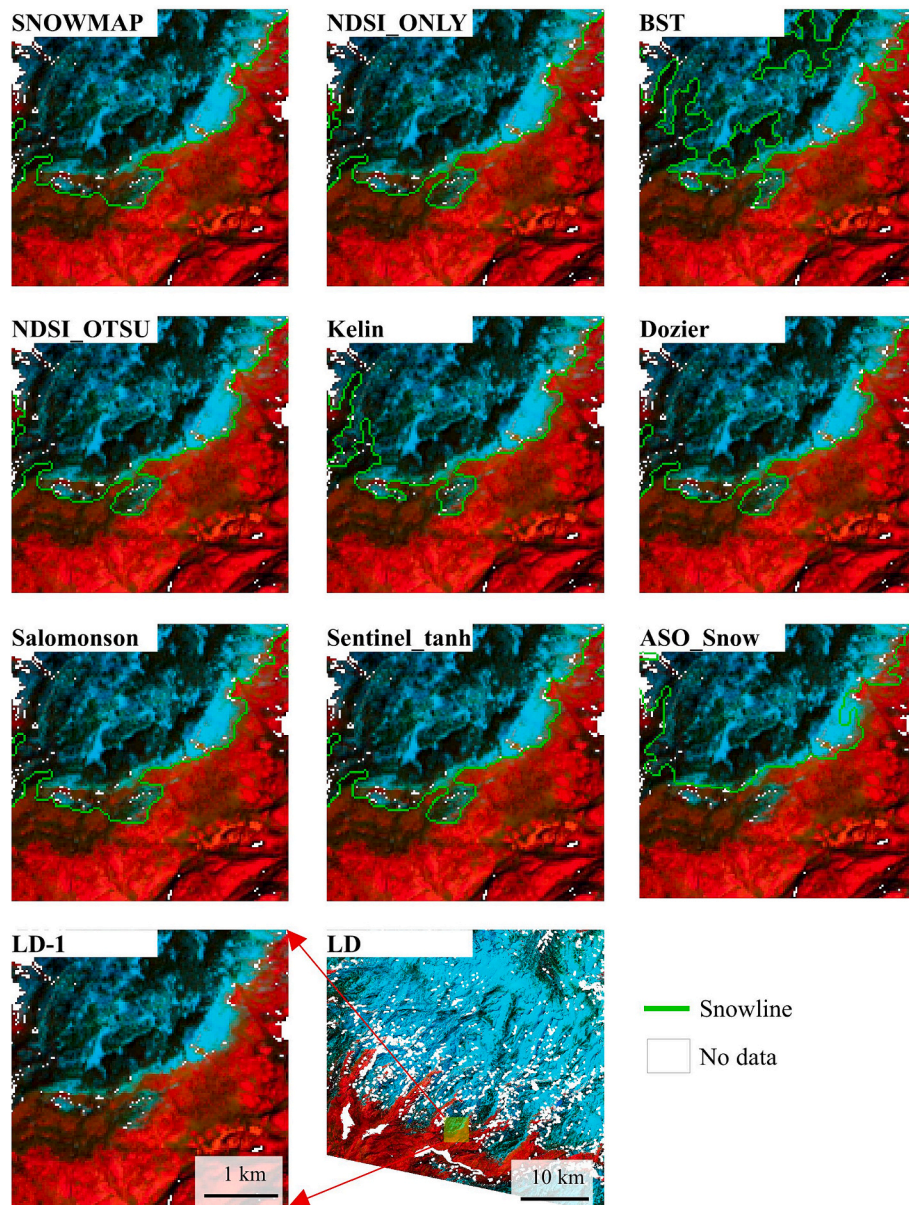 SNOWMAP
NDSI_ONLY
BST
NDSI_OTSU
Kelin
Dozier
Salomonson
Sentinel_tanh
ASO_Snow
LD-1
LD
Snowline
No data
1 km
10 km